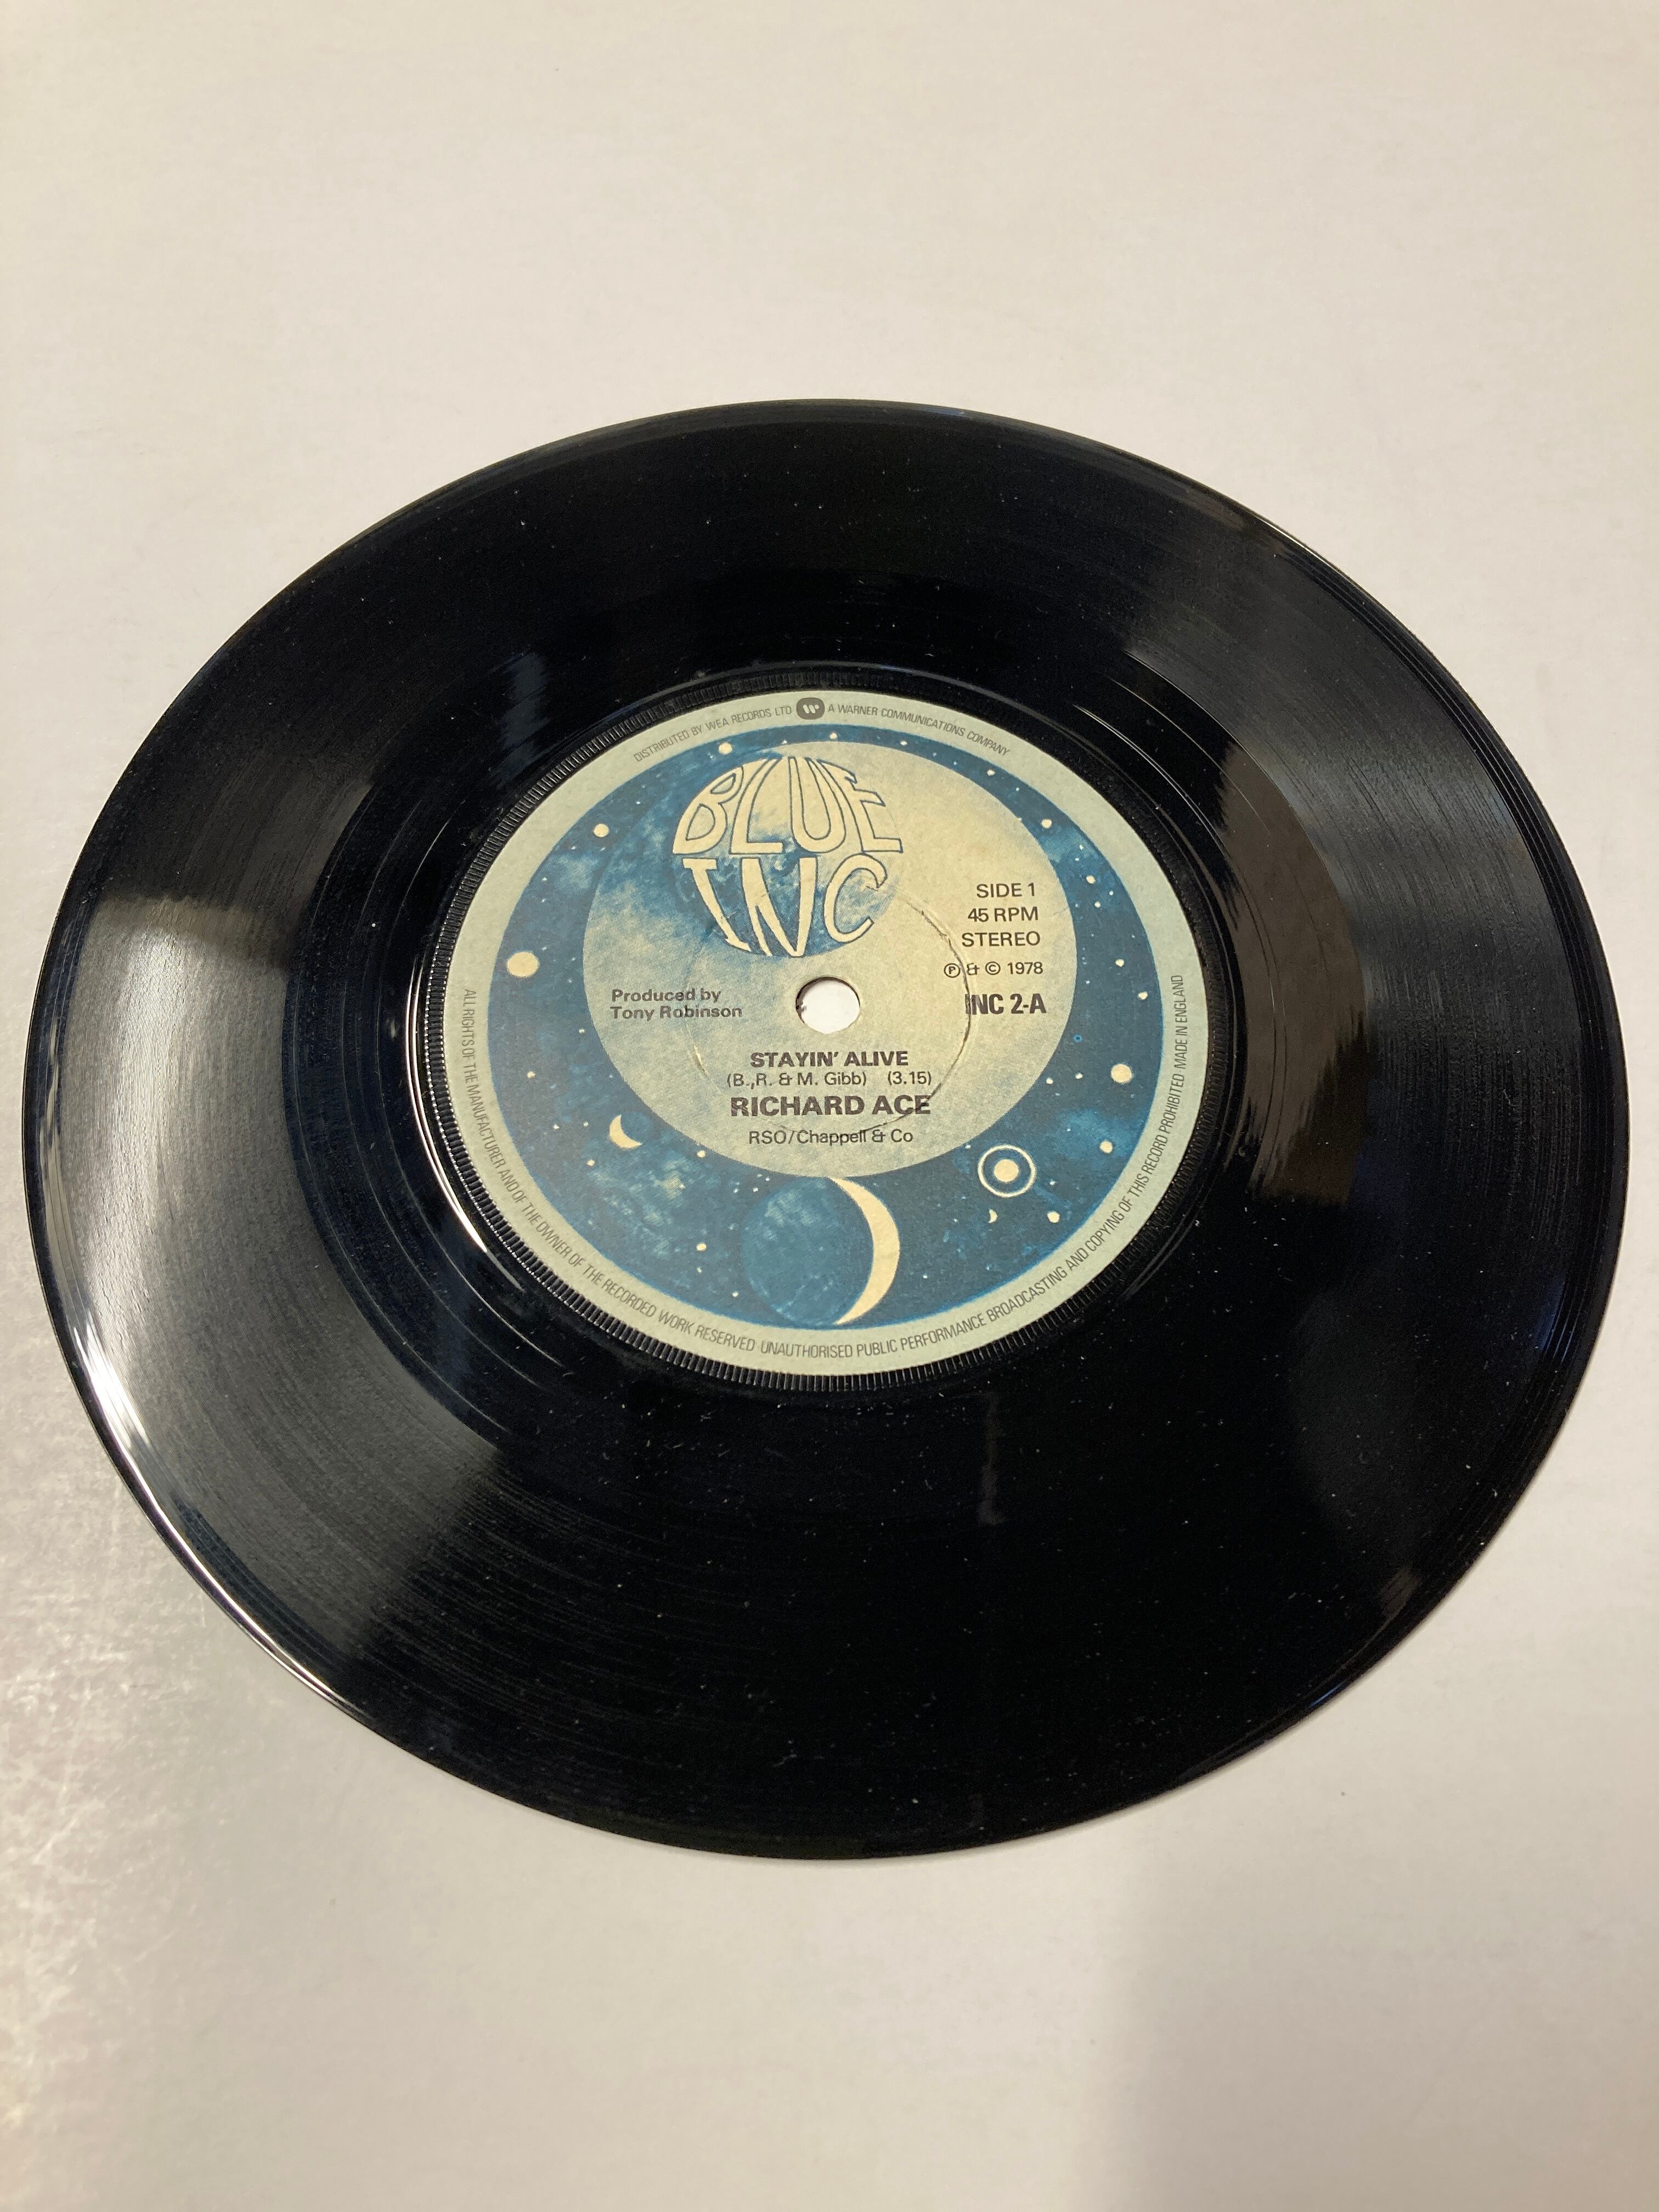 DISTRIBUTED BY WEA RECORDS LTD W A WARNER COMMUNICATIONS COMPANY
BLUE
INC
SIDE 1
45 RPM
STEREO
℗ & © 1978
INC 2-A
Produced by
Tony Robinson
STAYIN' ALIVE
(B.,R. & M. Gibb) (3.15)
RICHARD ACE
RSO/Chappell & Co
ALL RIGHTS OF THE MANUFACTURER AND OF THE OWNER OF THE RECORDED WORK RESERVED · UNAUTHORISED PUBLIC PERFORMANCE BROADCASTING AND COPYING OF THIS RECORD PROHIBITED MADE IN ENGLAND